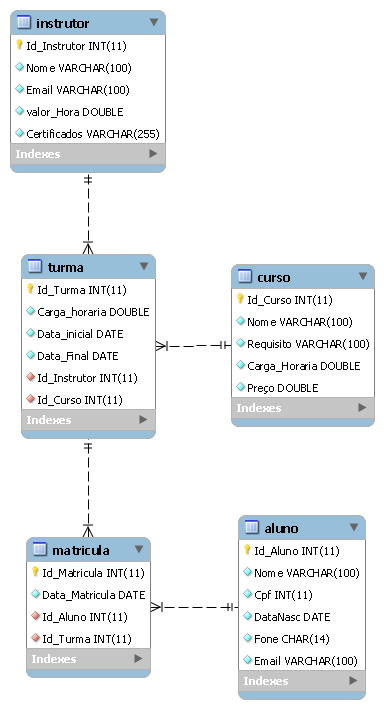 instrutor
Id_Instrutor INT(11)
Nome VARCHAR(100)
Email VARCHAR(100)
valor_Hora DOUBLE
Certificados VARCHAR(255)
Indexes
turma
Id_Turma INT(11)
Carga_horaria DOUBLE
Data_inicial DATE
Data_Final DATE
Id_Instrutor INT(11)
Id_Curso INT(11)
Indexes
curso
Id_Curso INT(11)
Nome VARCHAR(100)
Requisito VARCHAR(100)
Carga_Horaria DOUBLE
Preço DOUBLE
Indexes
matricula
Id_Matricula INT(11)
Data_Matricula DATE
Id_Aluno INT(11)
Id_Turma INT(11)
Indexes
aluno
Id_Aluno INT(11)
Nome VARCHAR(100)
Cpf INT(11)
DataNasc DATE
Fone CHAR(14)
Email VARCHAR(100)
Indexes